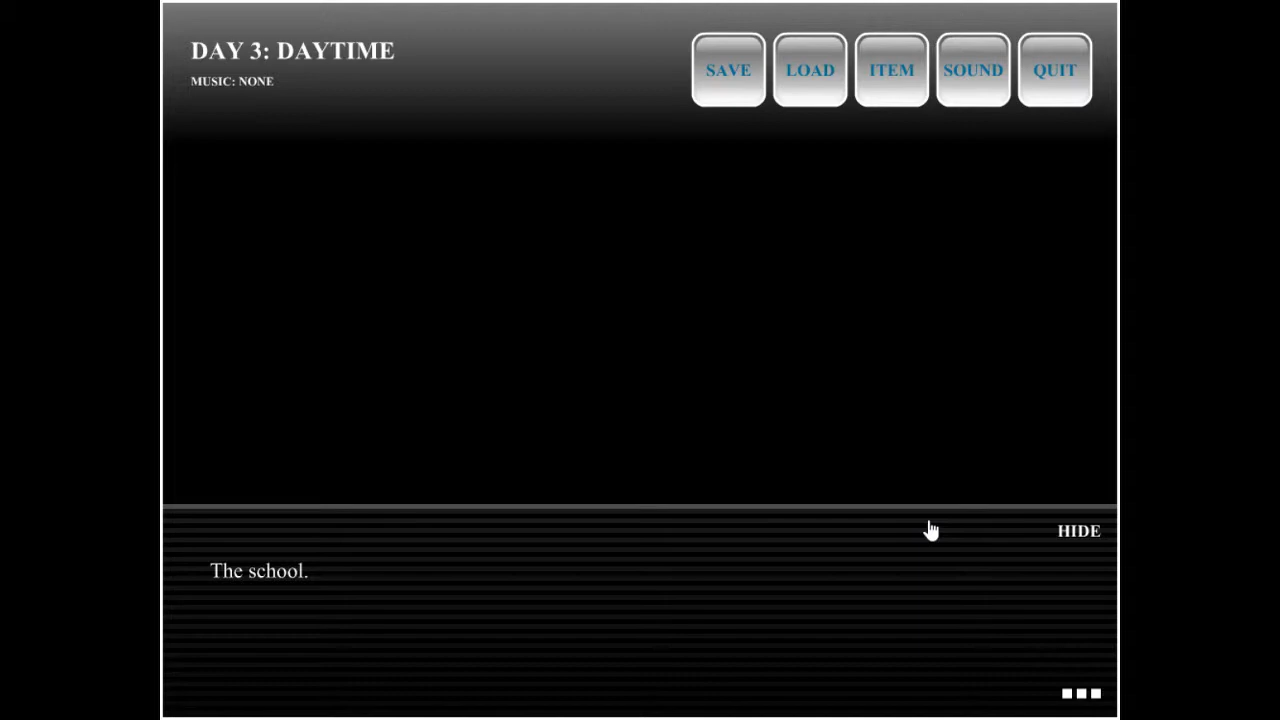 DAY 3: DAYTIME
MUSIC: NONE
SAVE
LOAD
ITEM
SOUND
QUIT
HIDE
The school.